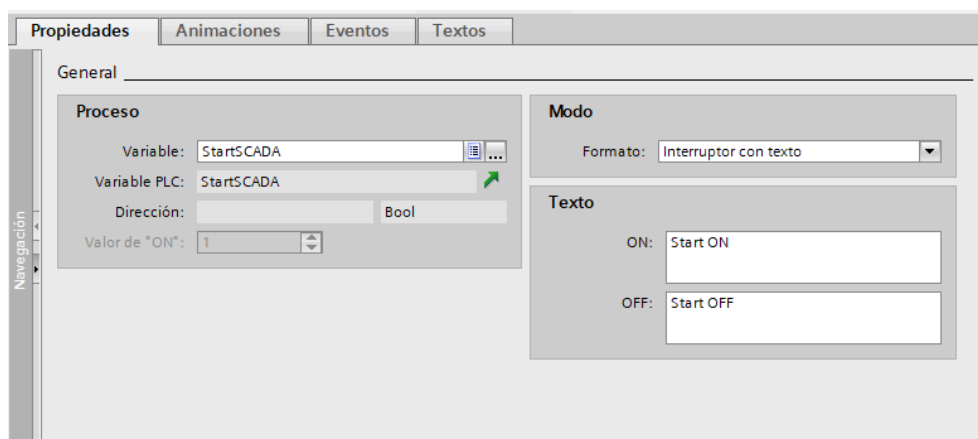 Propiedades Animaciones Eventos Textos
General
Proceso
Variable: StartSCADA ...
Variable PLC: StartSCADA
Dirección: Bool
Valor de "ON": 1
Modo
Formato: Interruptor con texto
Texto
ON: Start ON
OFF: Start OFF
Navegación